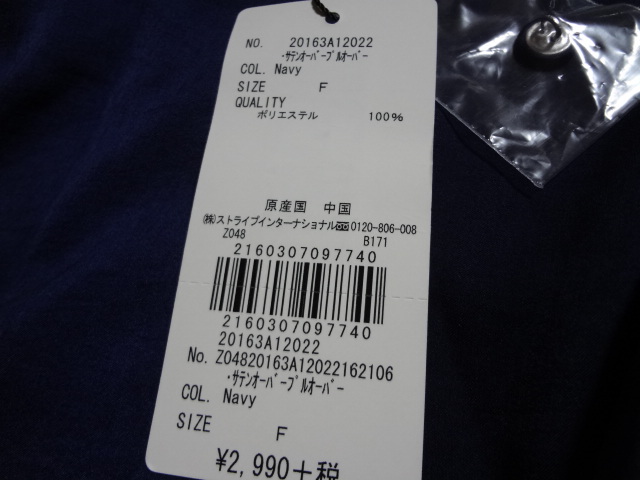 NO. 20163A12022
･ｻﾃﾝｵｰﾊﾞｰﾌﾟﾙｵｰﾊﾞｰ
COL. Navy
SIZE F
QUALITY
ポリエステル 100%
原産国 中国
㈱ストライプインターナショナル 0120-806-008
Z048 B171
2160307097740
2160307097740
20163A12022
No. Z04820163A12022162106
･ｻﾃﾝｵｰﾊﾞｰﾌﾟﾙｵｰﾊﾞｰ
COL. Navy
SIZE F
¥2,990+税